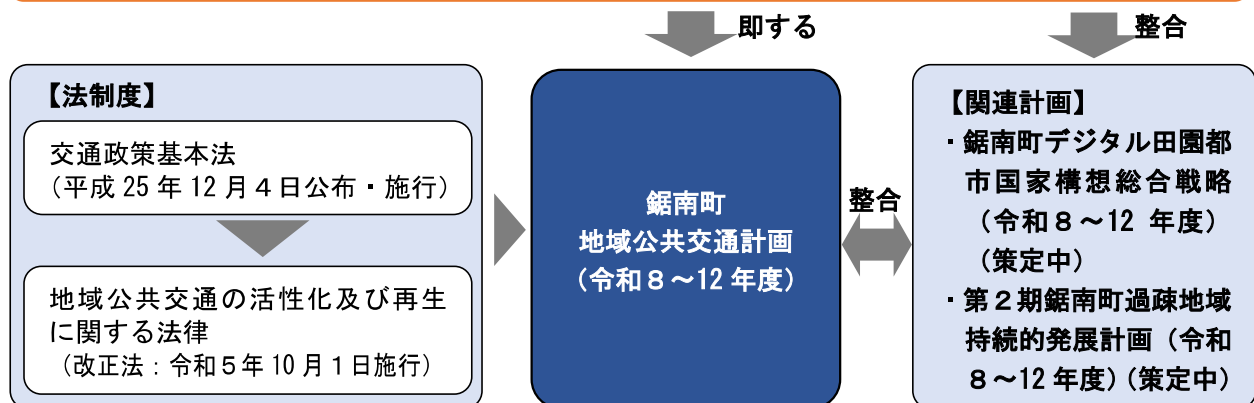 即する
整合
【法制度】
交通政策基本法
（平成 25 年 12 月４日公布・施行）
地域公共交通の活性化及び再生
に関する法律
（改正法：令和５年 10 月１日施行）
鋸南町
地域公共交通計画
（令和８～12 年度）
整合
【関連計画】
・鋸南町デジタル田園都
市国家構想総合戦略
（令和８～12 年度）
（策定中）
・第２期鋸南町過疎地域
持続的発展計画（令和
８～12 年度）（策定中）